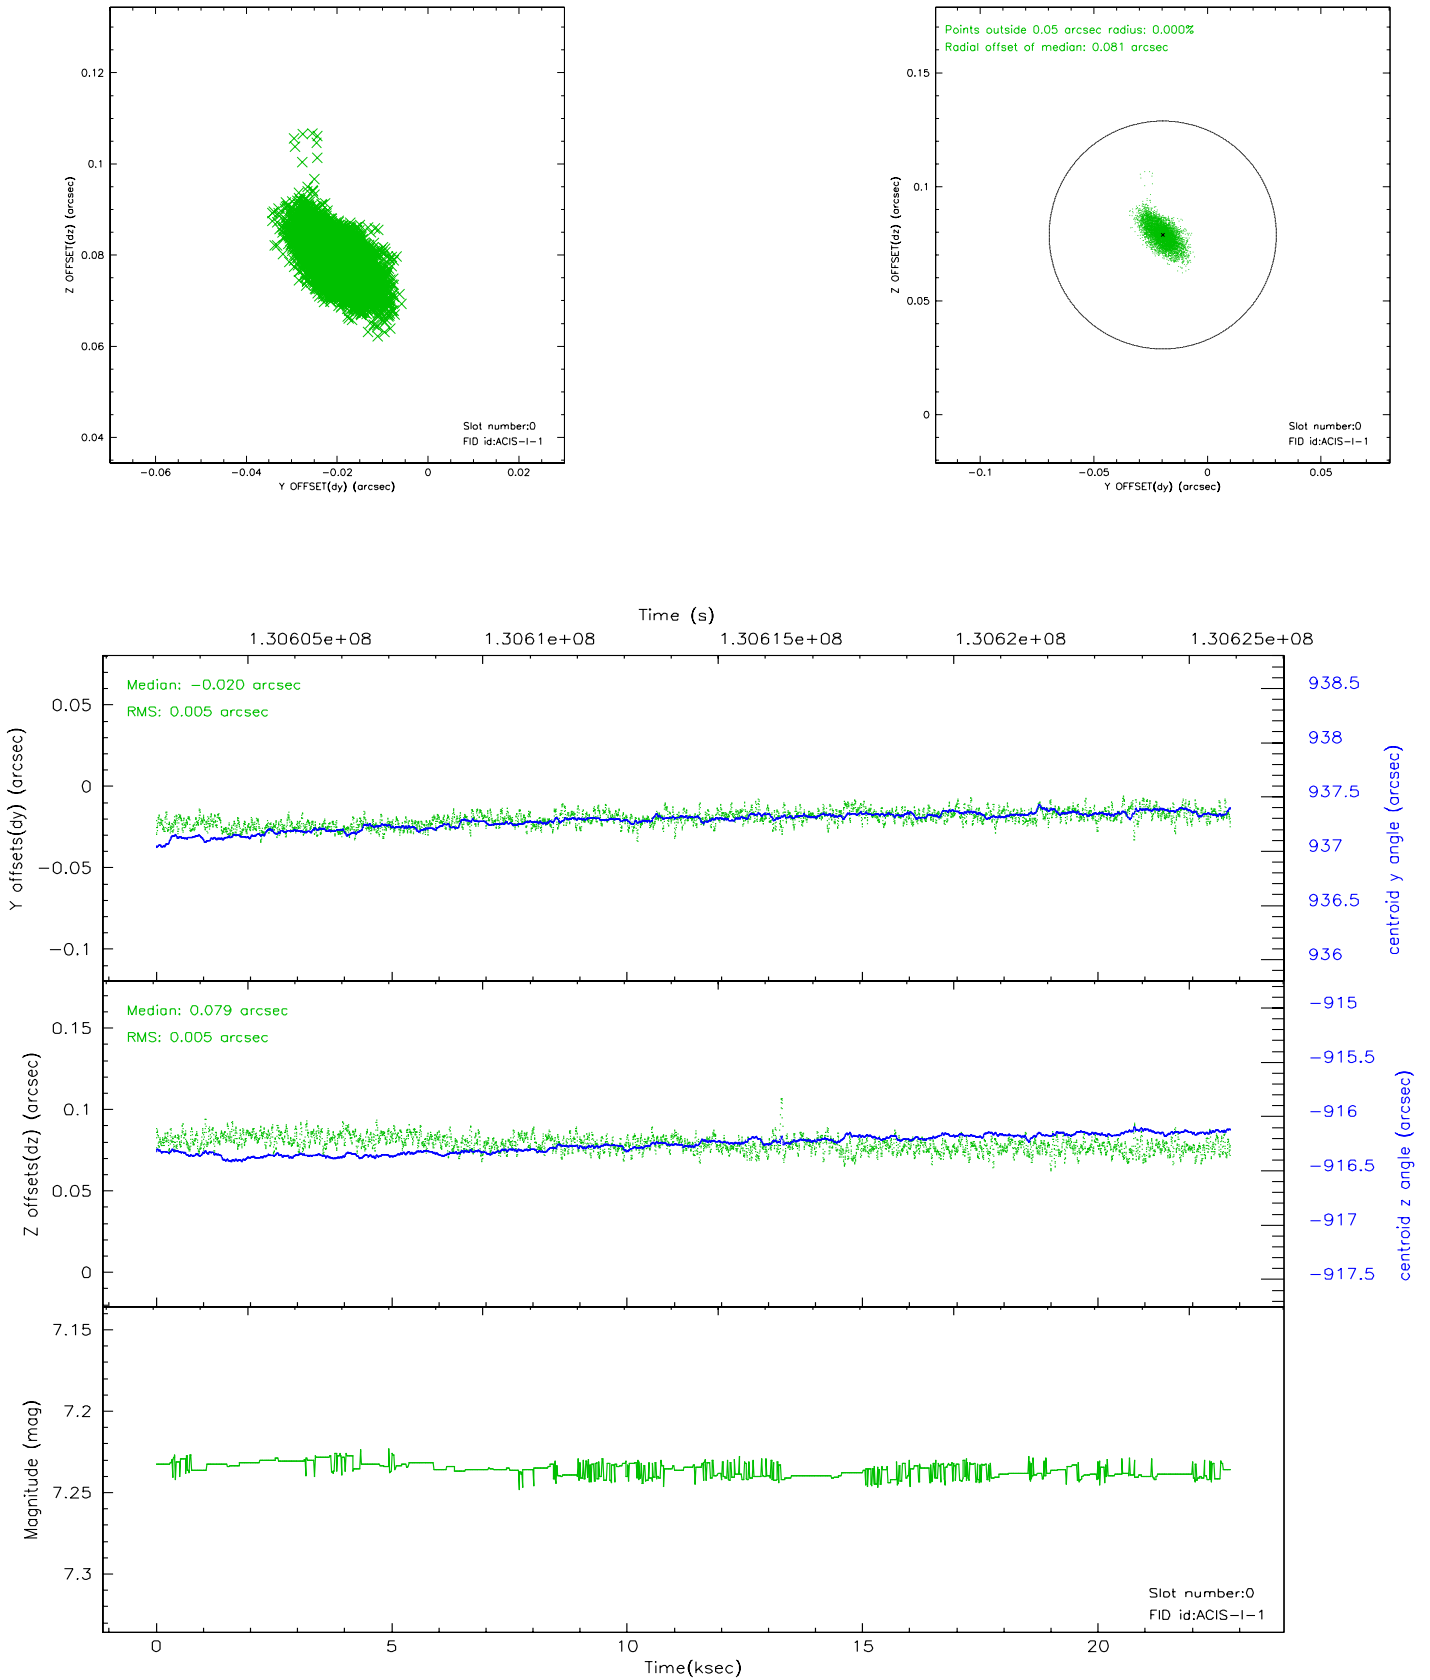 0.12
0.1
0.08
0.06
0.04
Z OFFSET(dz) (arcsec)
Slot number:0
FID id:ACIS-I-1
-0.06
-0.04
-0.02
0
0.02
Y OFFSET(dy) (arcsec)
Points outside 0.05 arcsec radius: 0.000%
Radial offset of median: 0.081 arcsec
0.15
0.1
0.05
0
Z OFFSET(dz) (arcsec)
Slot number:0
FID id:ACIS-I-1
-0.1
-0.05
0
0.05
Y OFFSET(dy) (arcsec)
Time (s)
1.30605e+08
1.3061e+08
1.30615e+08
1.3062e+08
1.30625e+08
Median: -0.020 arcsec
RMS: 0.005 arcsec
0.05
0
-0.05
-0.1
Y offsets(dy) (arcsec)
938.5
938
937.5
937
936.5
936
centroid y angle (arcsec)
Median: 0.079 arcsec
RMS: 0.005 arcsec
0.15
0.1
0.05
0
Z offsets(dz) (arcsec)
-915
-915.5
-916
-916.5
-917
-917.5
centroid z angle (arcsec)
7.15
7.2
7.25
7.3
Magnitude (mag)
Slot number:0
FID id:ACIS-I-1
0
5
10
15
20
Time(ksec)